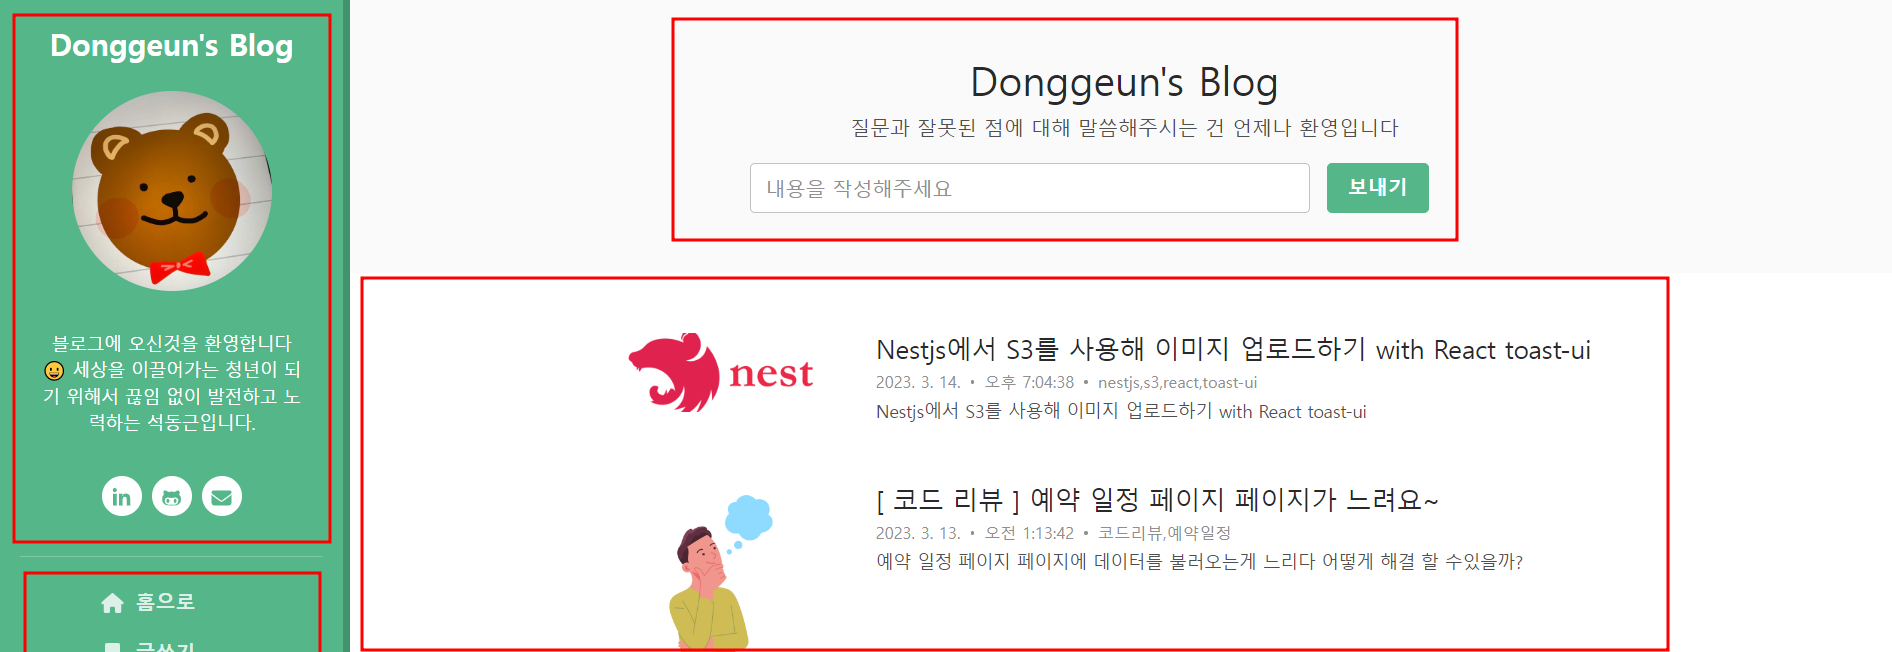 Donggeun's Blog
블로그에 오신것을 환영합니다
😀 세상을 이끌어가는 청년이 되
기 위해서 끊임 없이 발전하고 노
력하는 석동근입니다.
in
홈으로
글쓰기
Donggeun's Blog
질문과 잘못된 점에 대해 말씀해주시는 건 언제나 환영입니다
내용을 작성해주세요
보내기
nest
Nestjs에서 S3를 사용해 이미지 업로드하기 with React toast-ui
2023. 3. 14. • 오후 7:04:38 • nestjs,s3,react,toast-ui
Nestjs에서 S3를 사용해 이미지 업로드하기 with React toast-ui
[ 코드 리뷰 ] 예약 일정 페이지 페이지가 느려요~
2023. 3. 13. • 오전 1:13:42 • 코드리뷰,예약일정
예약 일정 페이지 페이지에 데이터를 불러오는게 느리다 어떻게 해결 할 수있을까?